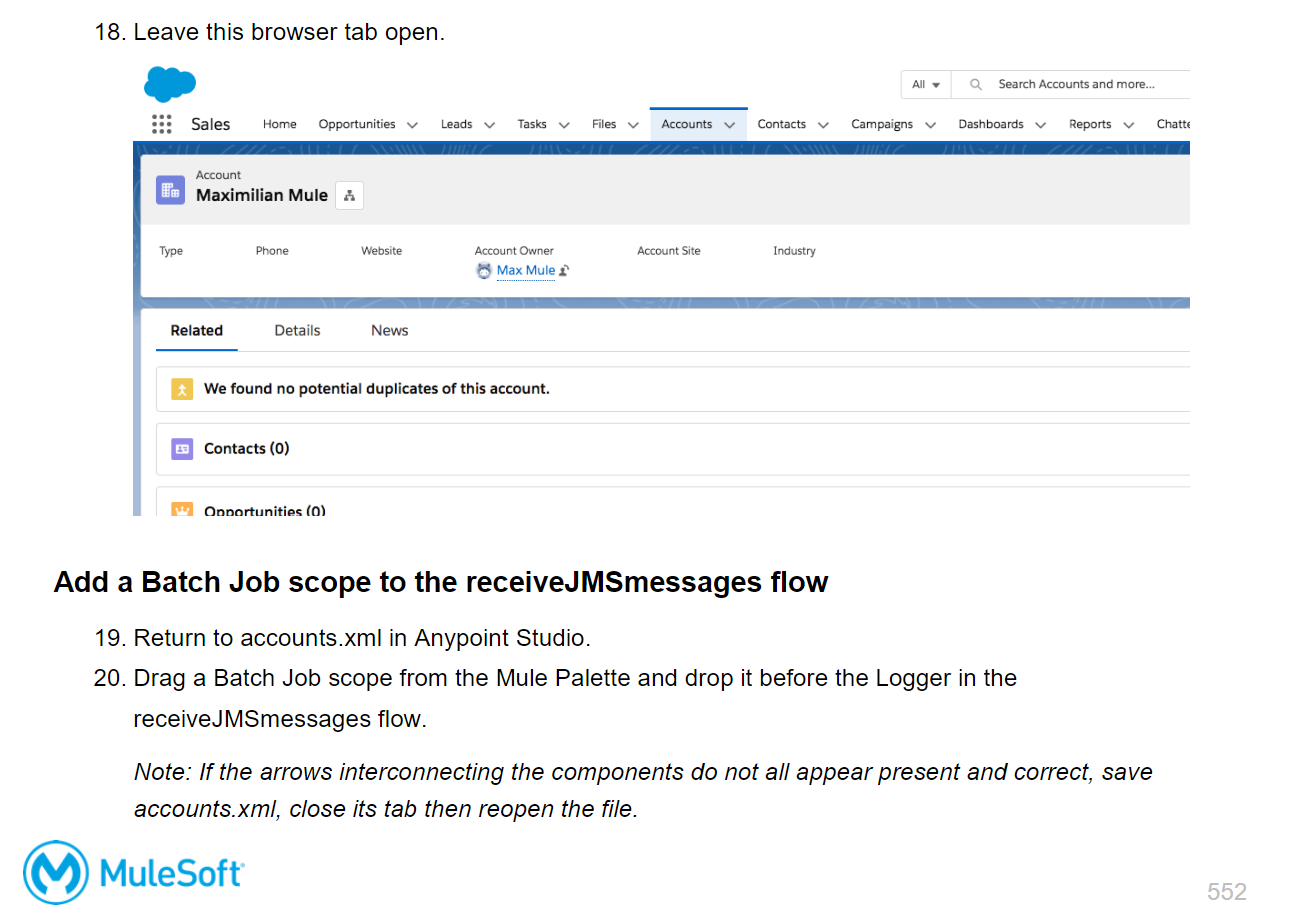 18. Leave this browser tab open.
All
Search Accounts and more...
Sales Home Opportunities Leads Tasks Files Accounts Contacts Campaigns Dashboards Reports Chatte
Account
Maximilian Mule
Type Phone Website Account Owner Account Site Industry
Max Mule
Related Details News
We found no potential duplicates of this account.
Contacts (0)
Opportunities (0)
Add a Batch Job scope to the receiveJMSmessages flow
19. Return to accounts.xml in Anypoint Studio.
20. Drag a Batch Job scope from the Mule Palette and drop it before the Logger in the
receiveJMSmessages flow.
Note: If the arrows interconnecting the components do not all appear present and correct, save
accounts.xml, close its tab then reopen the file.
MuleSoft
552